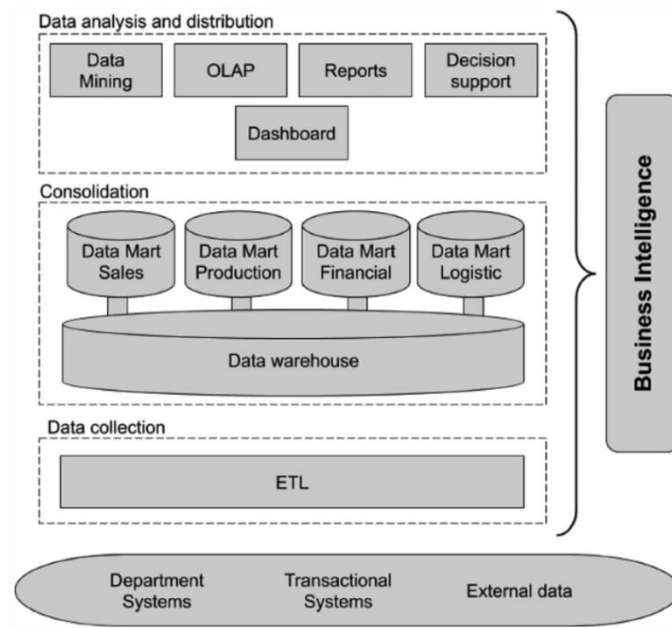 Data analysis and distribution
Data
Mining
OLAP
Reports
Decision
support
Dashboard
Consolidation
Data Mart
Sales
Data Mart
Production
Data Mart
Financial
Data Mart
Logistic
Data warehouse
Data collection
ETL
Business Intelligence
Department
Systems
Transactional
Systems
External data